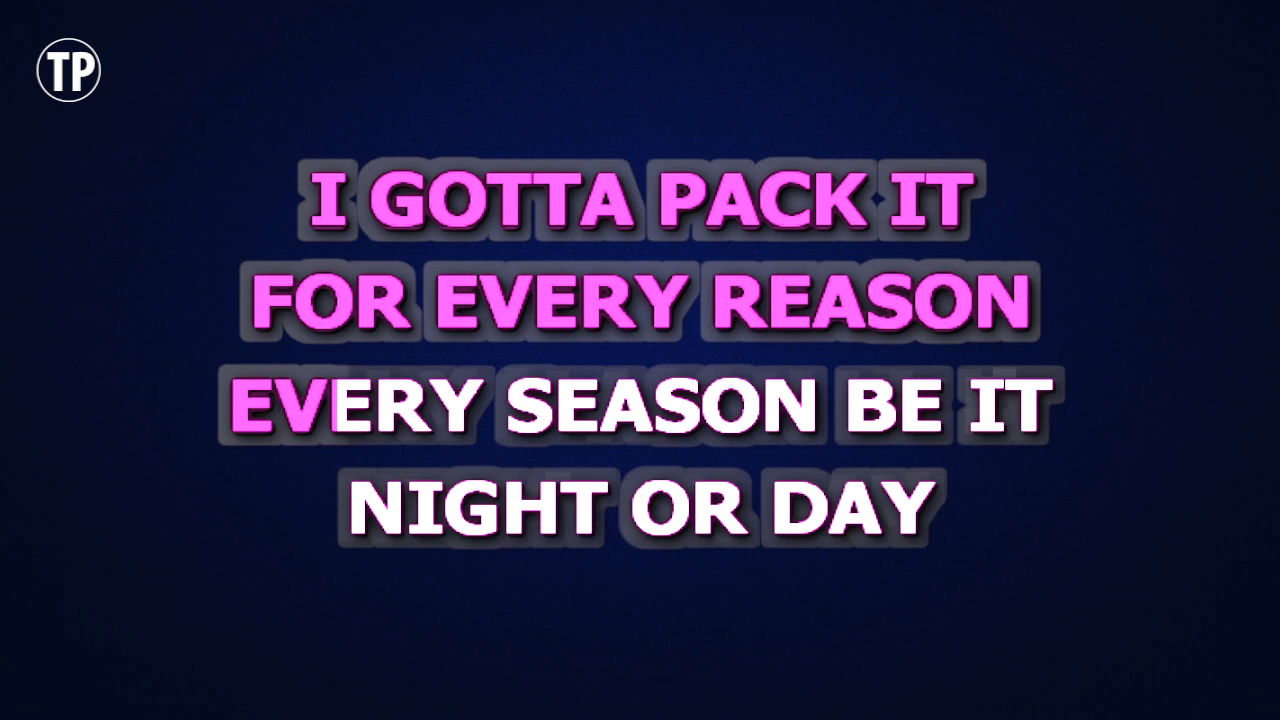 TP
I GOTTA PACK IT
FOR EVERY REASON
EVERY SEASON BE IT
NIGHT OR DAY